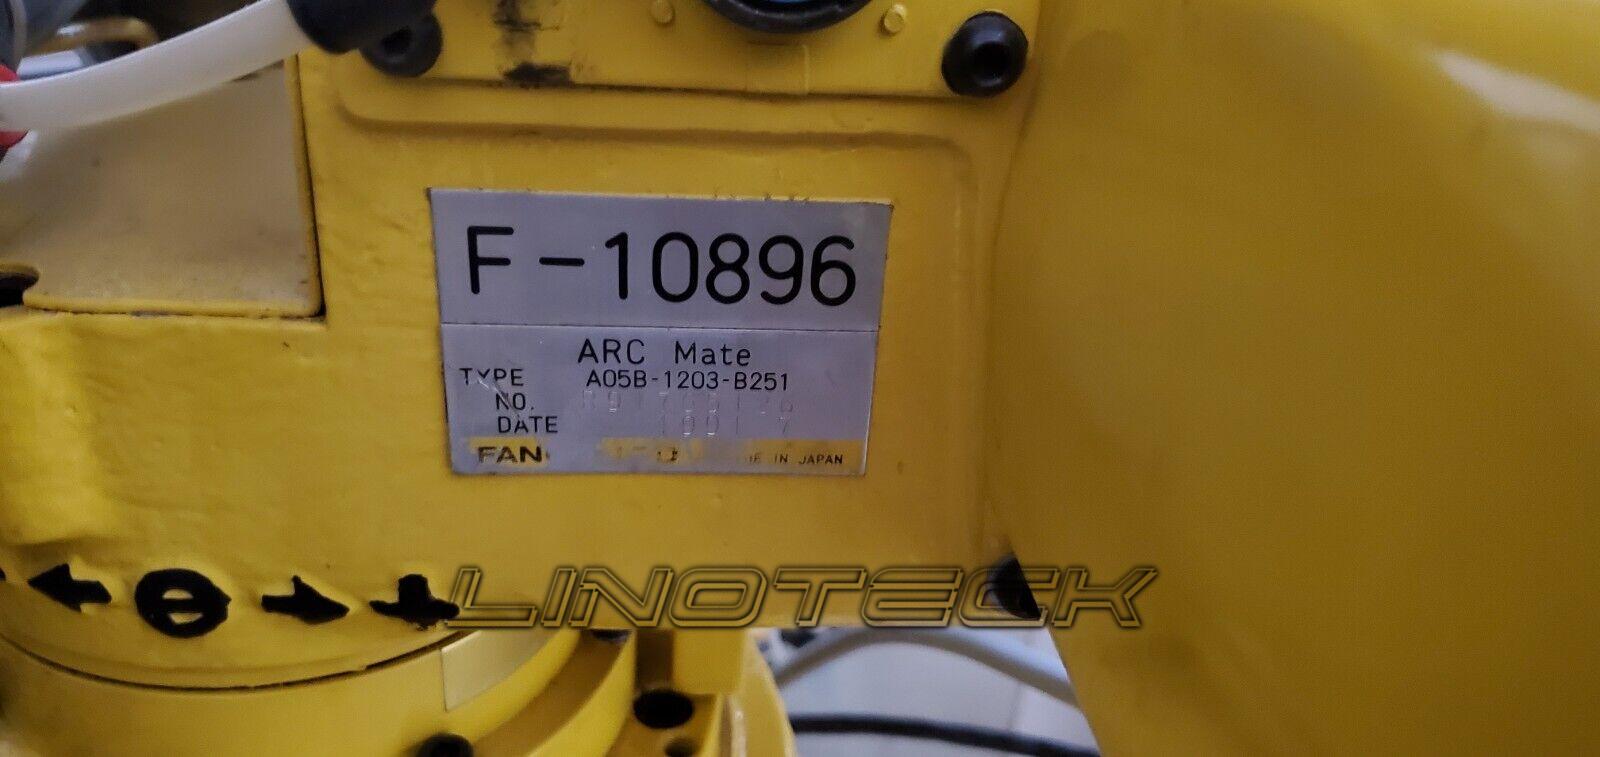 F-10896
ARC Mate
TYPE A05B-1203-B251
NO.
DATE
FAN
IN JAPAN
LINOTECK